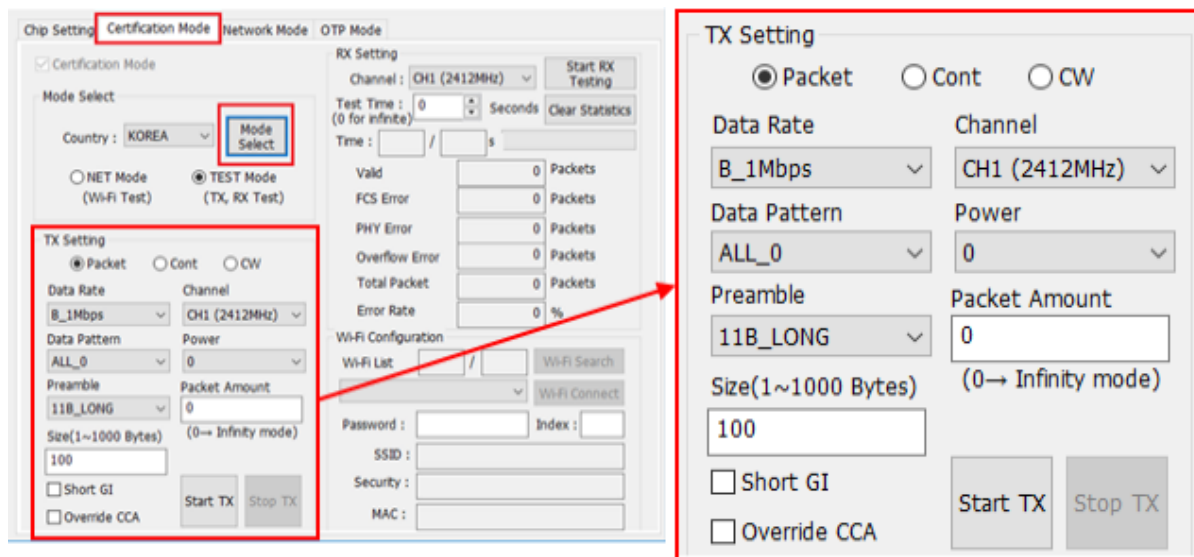 Chip Setting Certification Mode Network Mode OTP Mode
Certification Mode
Mode Select
Country : KOREA
Mode
Select
NET Mode
(Wi-Fi Test)
TEST Mode
(TX, RX Test)
TX Setting
Packet Cont CW
Data Rate Channel
B_1Mbps CH1 (2412MHz)
Data Pattern Power
ALL_0 0
Preamble Packet Amount
11B_LONG 0
Size(1~1000 Bytes) (0→ Infinity mode)
100
Short GI
Override CCA
Start TX Stop TX
RX Setting
Channel : CH1 (2412MHz)
Start RX
Testing
Test Time : 0 Seconds
(0 for infinite)
Clear Statistics
Time : / s
Valid 0 Packets
FCS Error 0 Packets
PHY Error 0 Packets
Overflow Error 0 Packets
Total Packet 0 Packets
Error Rate 0 %
Wi-Fi Configuration
Wi-Fi List / Wi-Fi Search
Wi-Fi Connect
Password : Index :
SSID :
Security :
MAC :
TX Setting
Packet Cont CW
Data Rate Channel
B_1Mbps CH1 (2412MHz)
Data Pattern Power
ALL_0 0
Preamble Packet Amount
11B_LONG 0
Size(1~1000 Bytes) (0→ Infinity mode)
100
Short GI
Override CCA
Start TX Stop TX